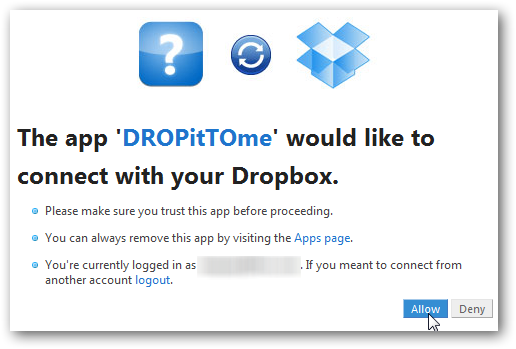 ?
The app 'DROPitTOme' would like to
connect with your Dropbox.
Please make sure you trust this app before proceeding.
You can always remove this app by visiting the Apps page.
You're currently logged in as . If you meant to connect from
another account logout.
Allow Deny